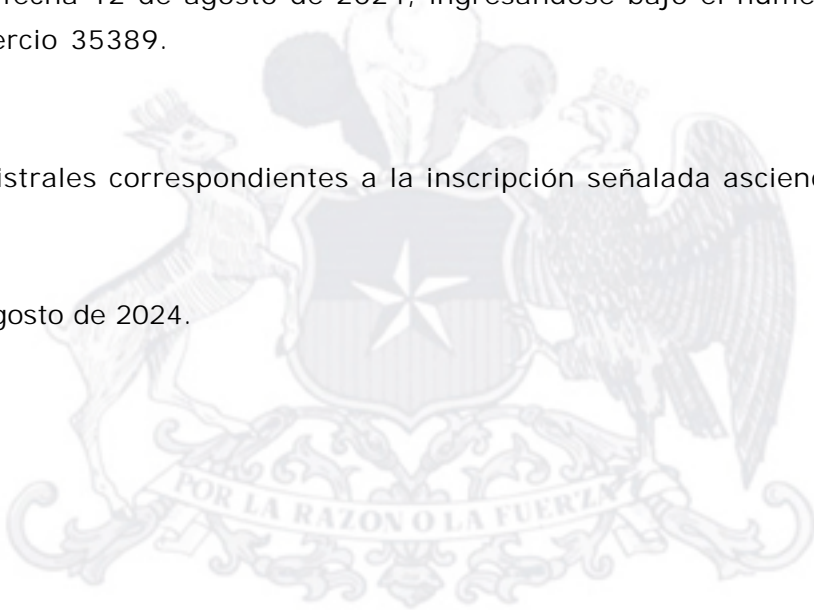 fecha 12 de agosto de 2024, ingresándose bajo el núme
ercio 35389.
istrales correspondientes a la inscripción señalada asciend
gosto de 2024.
POR LA RAZON O LA FUERZA